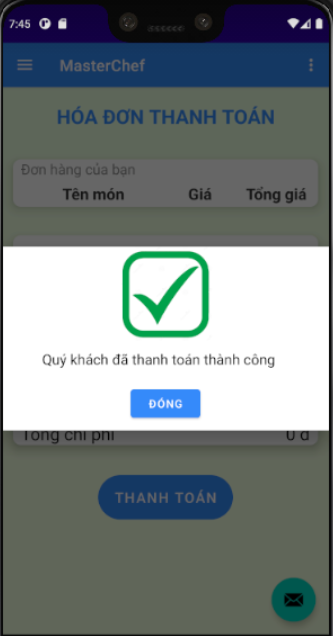 7:45
MasterChef
HÓA ĐƠN THANH TOÁN
Đơn hàng của bạn
Tên món Giá Tổng giá
Quý khách đã thanh toán thành công
ĐÓNG
Tổng chi phí 0 đ
THANH TOÁN